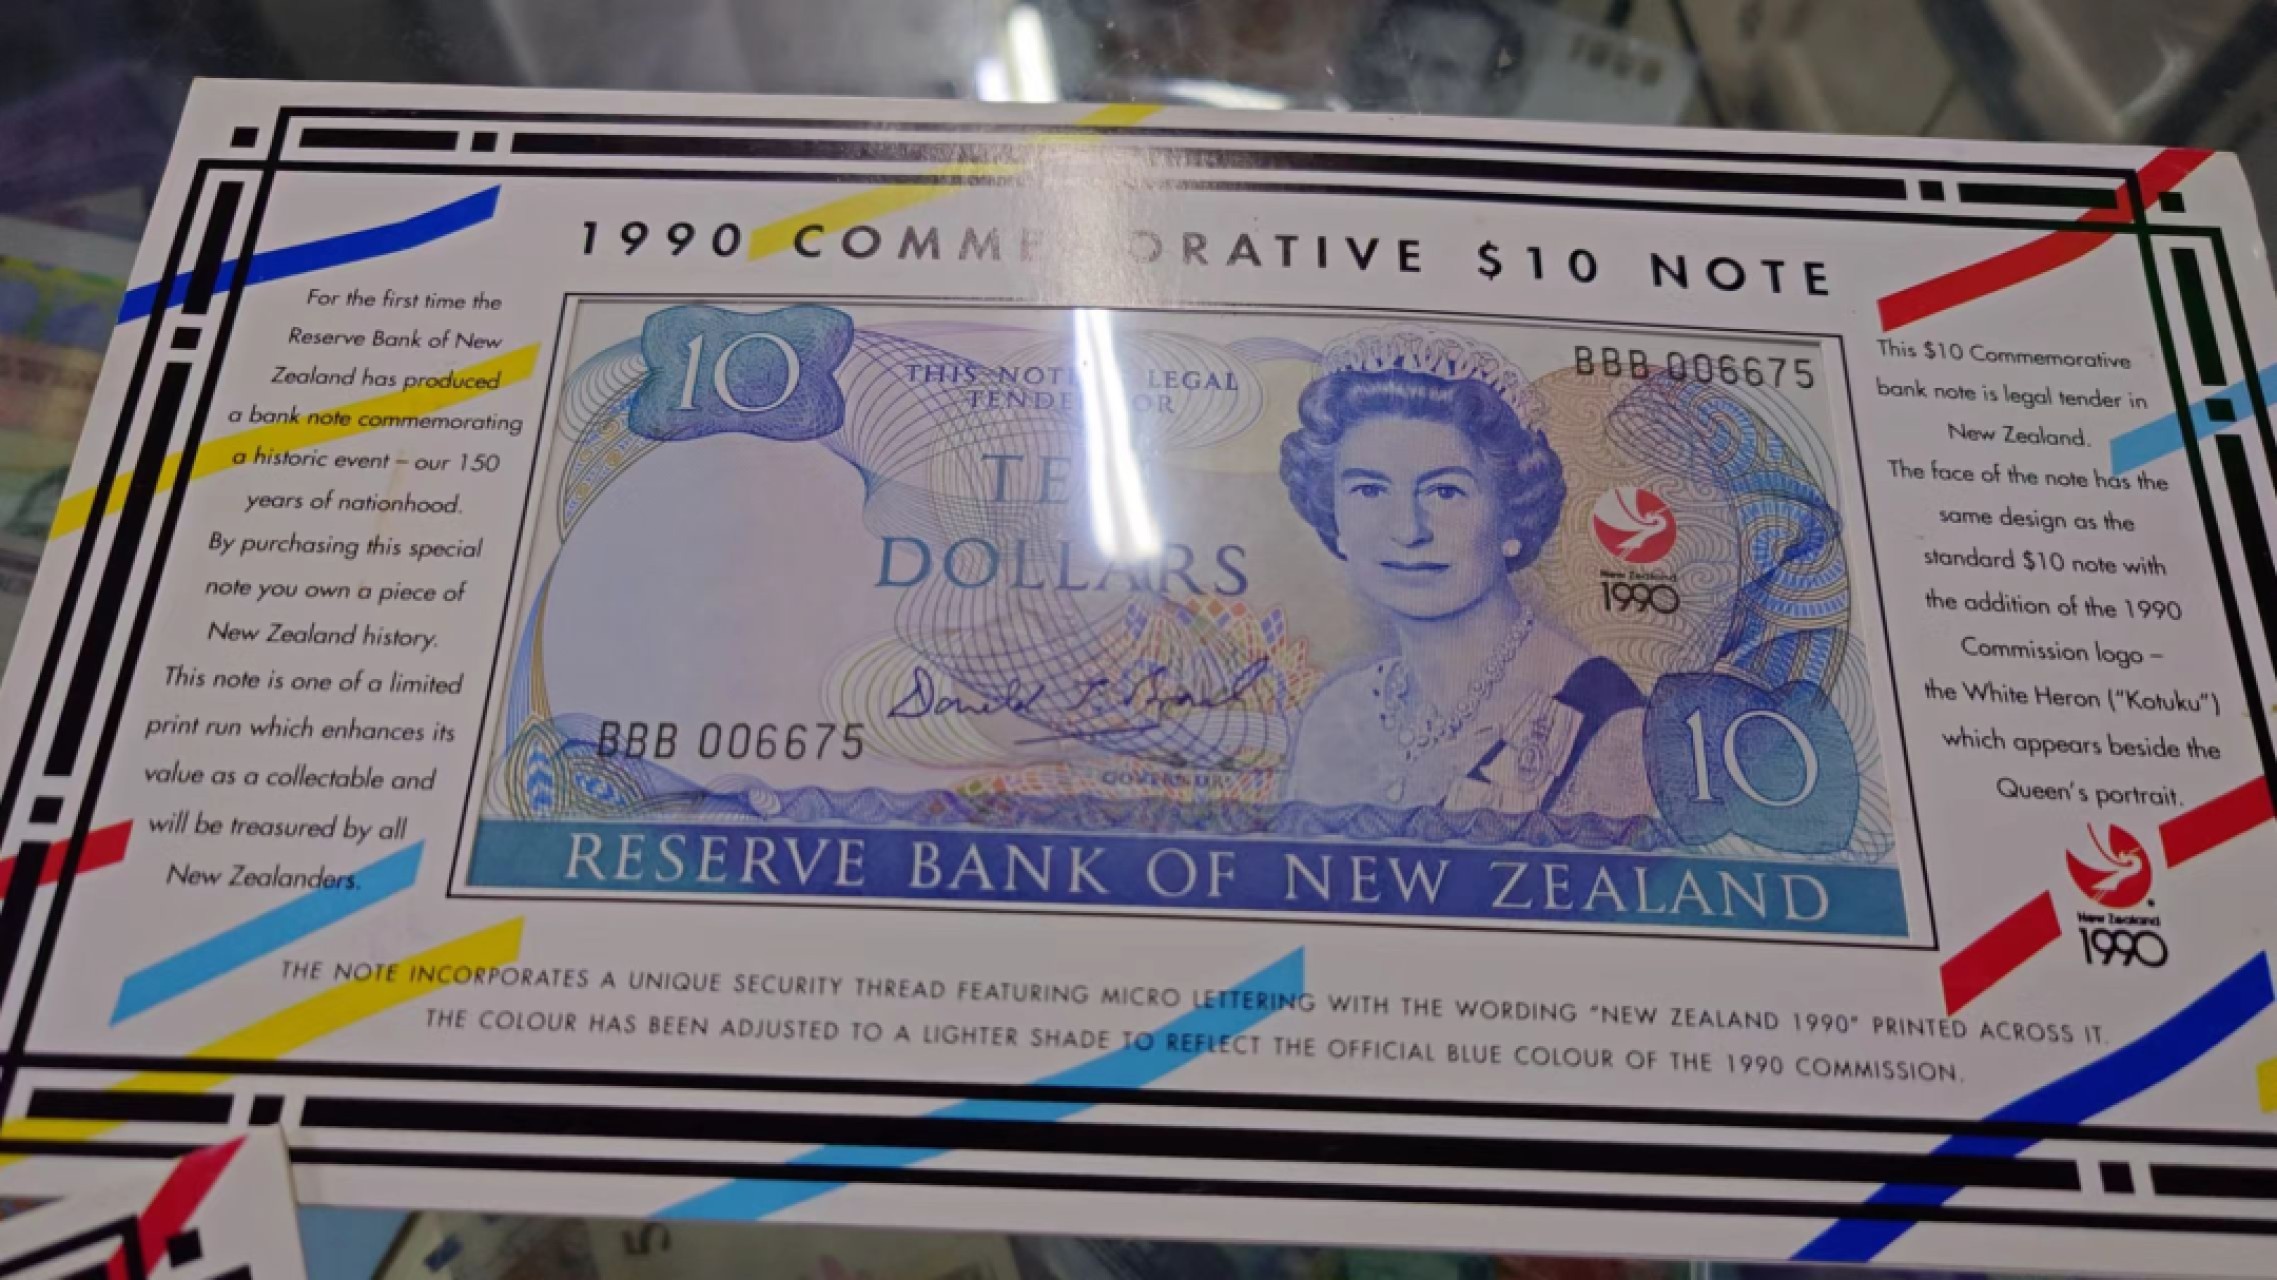 1990 COMMEMORATIVE $10 NOTE
For the first time the
Reserve Bank of New
Zealand has produced
a bank note commemorating
a historic event – our 150
years of nationhood.
By purchasing this special
note you own a piece of
New Zealand history.
This note is one of a limited
print run which enhances its
value as a collectable and
will be treasured by all
New Zealanders.
10
THIS NOTE LEGAL
TENDER FOR
TEN
DOLLARS
BBB 006675
New Zealand
1990
Donald T. Brash
BBB 006675
GOVERNOR
10
RESERVE BANK OF NEW ZEALAND
This $10 Commemorative
bank note is legal tender in
New Zealand.
The face of the note has the
same design as the
standard $10 note with
the addition of the 1990
Commission logo –
the White Heron ("Kotuku")
which appears beside the
Queen's portrait.
New Zealand
1990
THE NOTE INCORPORATES A UNIQUE SECURITY THREAD FEATURING MICRO LETTERING WITH THE WORDING "NEW ZEALAND 1990" PRINTED ACROSS IT.
THE COLOUR HAS BEEN ADJUSTED TO A LIGHTER SHADE TO REFLECT THE OFFICIAL BLUE COLOUR OF THE 1990 COMMISSION.
5